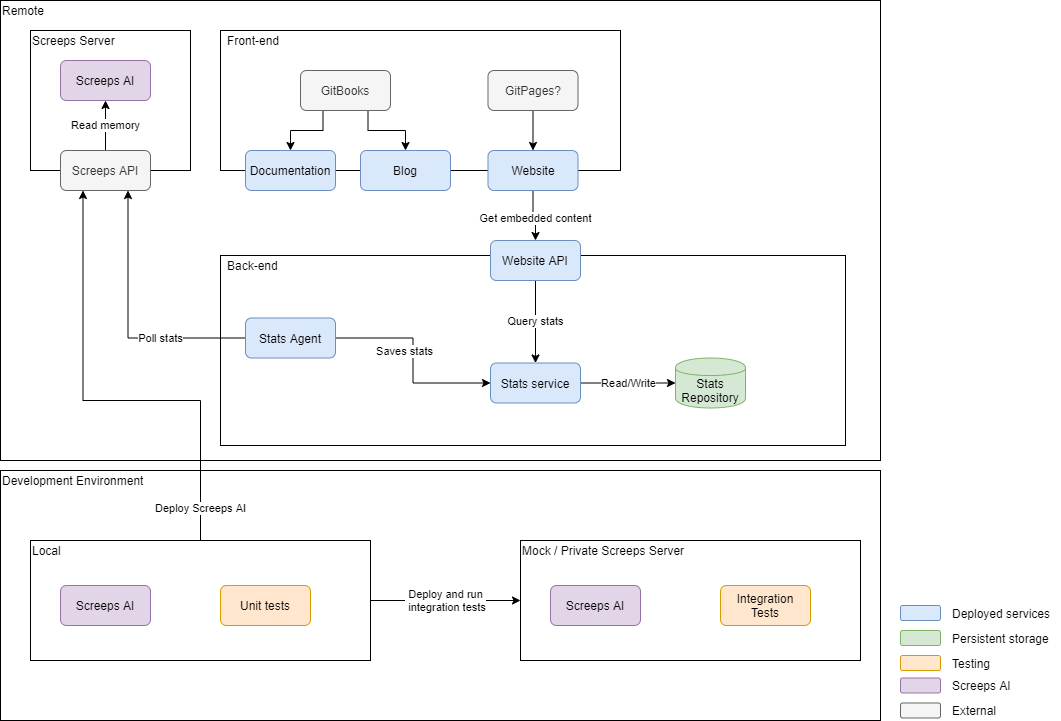 Remote
Screeps Server
Front-end
Screeps AI
GitBooks
GitPages?
Read memory
Screeps API
Documentation
Blog
Website
Get embedded content
Website API
Back-end
Query stats
Poll stats
Stats Agent
Saves stats
Stats service
Read/Write
Stats
Repository
Development Environment
Deploy Screeps AI
Local
Screeps AI
Unit tests
Deploy and run
integration tests
Mock / Private Screeps Server
Screeps AI
Integration
Tests
Deployed services
Persistent storage
Testing
Screeps AI
External